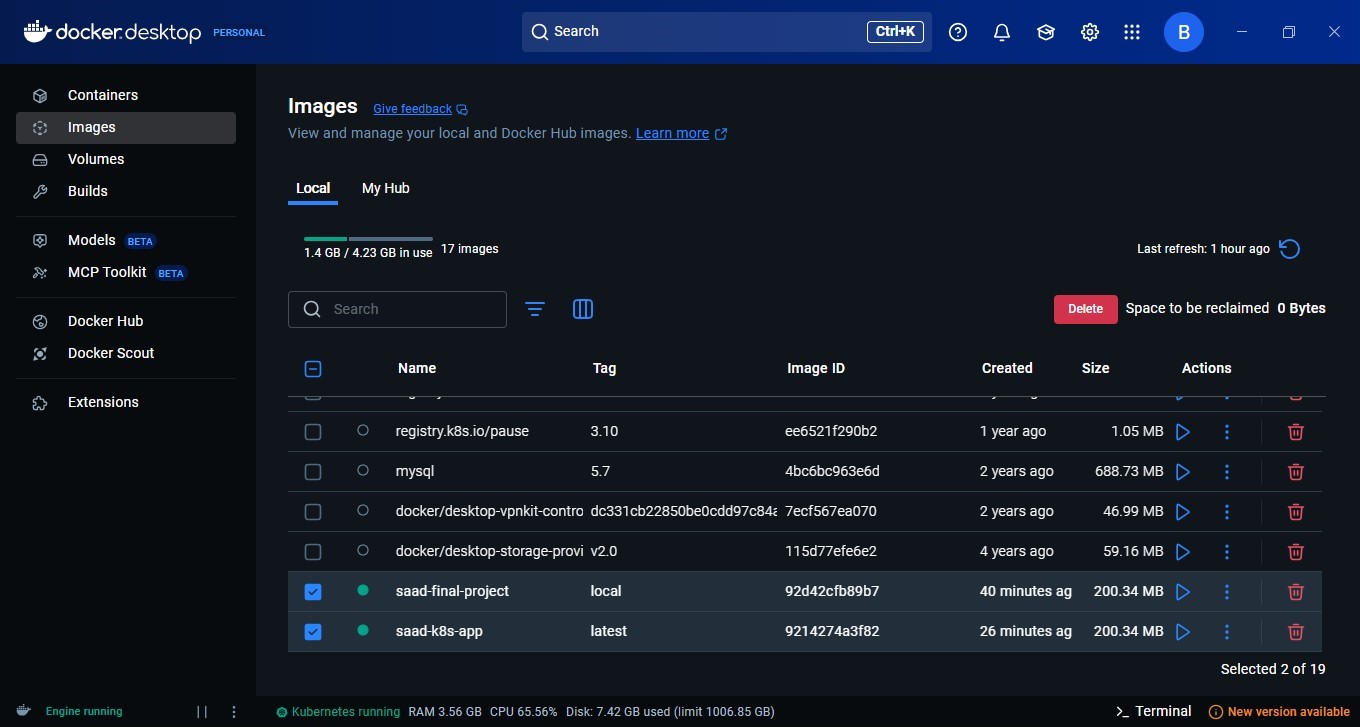 docker.desktop PERSONAL
Search Ctrl+K
B
Containers
Images
Volumes
Builds
Models BETA
MCP Toolkit BETA
Docker Hub
Docker Scout
Extensions
Images Give feedback
View and manage your local and Docker Hub images. Learn more
Local My Hub
1.4 GB / 4.23 GB in use 17 images
Last refresh: 1 hour ago
Search
Delete Space to be reclaimed 0 Bytes
Name Tag Image ID Created Size Actions
registry.k8s.io/pause 3.10 ee6521f290b2 1 year ago 1.05 MB
mysql 5.7 4bc6bc963e6d 2 years ago 688.73 MB
docker/desktop-vpnkit-contro dc331cb22850be0cdd97c84a 7ecf567ea070 2 years ago 46.99 MB
docker/desktop-storage-provi v2.0 115d77efe6e2 4 years ago 59.16 MB
saad-final-project local 92d42cfb89b7 40 minutes ag 200.34 MB
saad-k8s-app latest 9214274a3f82 26 minutes ag 200.34 MB
Selected 2 of 19
Engine running
Kubernetes running RAM 3.56 GB CPU 65.56% Disk: 7.42 GB used (limit 1006.85 GB)
Terminal
New version available